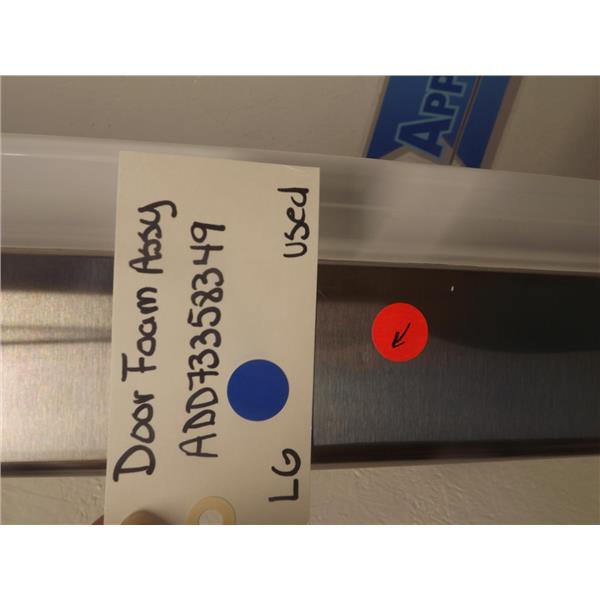 Door Foam Assy
ADD73358349
LG
used
APP